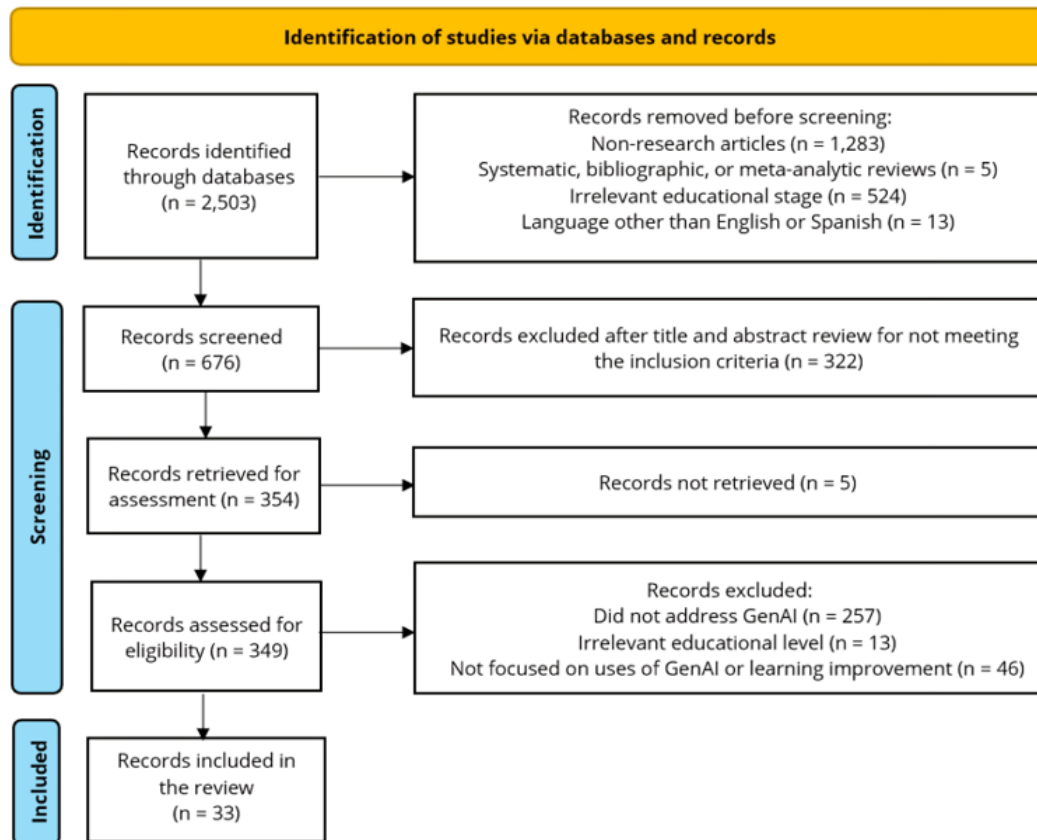 Identification of studies via databases and records
Identification
Records identified
through databases
(n = 2,503)
Records removed before screening:
Non-research articles (n = 1,283)
Systematic, bibliographic, or meta-analytic reviews (n = 5)
Irrelevant educational stage (n = 524)
Language other than English or Spanish (n = 13)
Screening
Records screened
(n = 676)
Records excluded after title and abstract review for not meeting
the inclusion criteria (n = 322)
Records retrieved for
assessment (n = 354)
Records not retrieved (n = 5)
Records assessed for
eligibility (n = 349)
Records excluded:
Did not address GenAI (n = 257)
Irrelevant educational level (n = 13)
Not focused on uses of GenAI or learning improvement (n = 46)
Included
Records included in
the review
(n = 33)